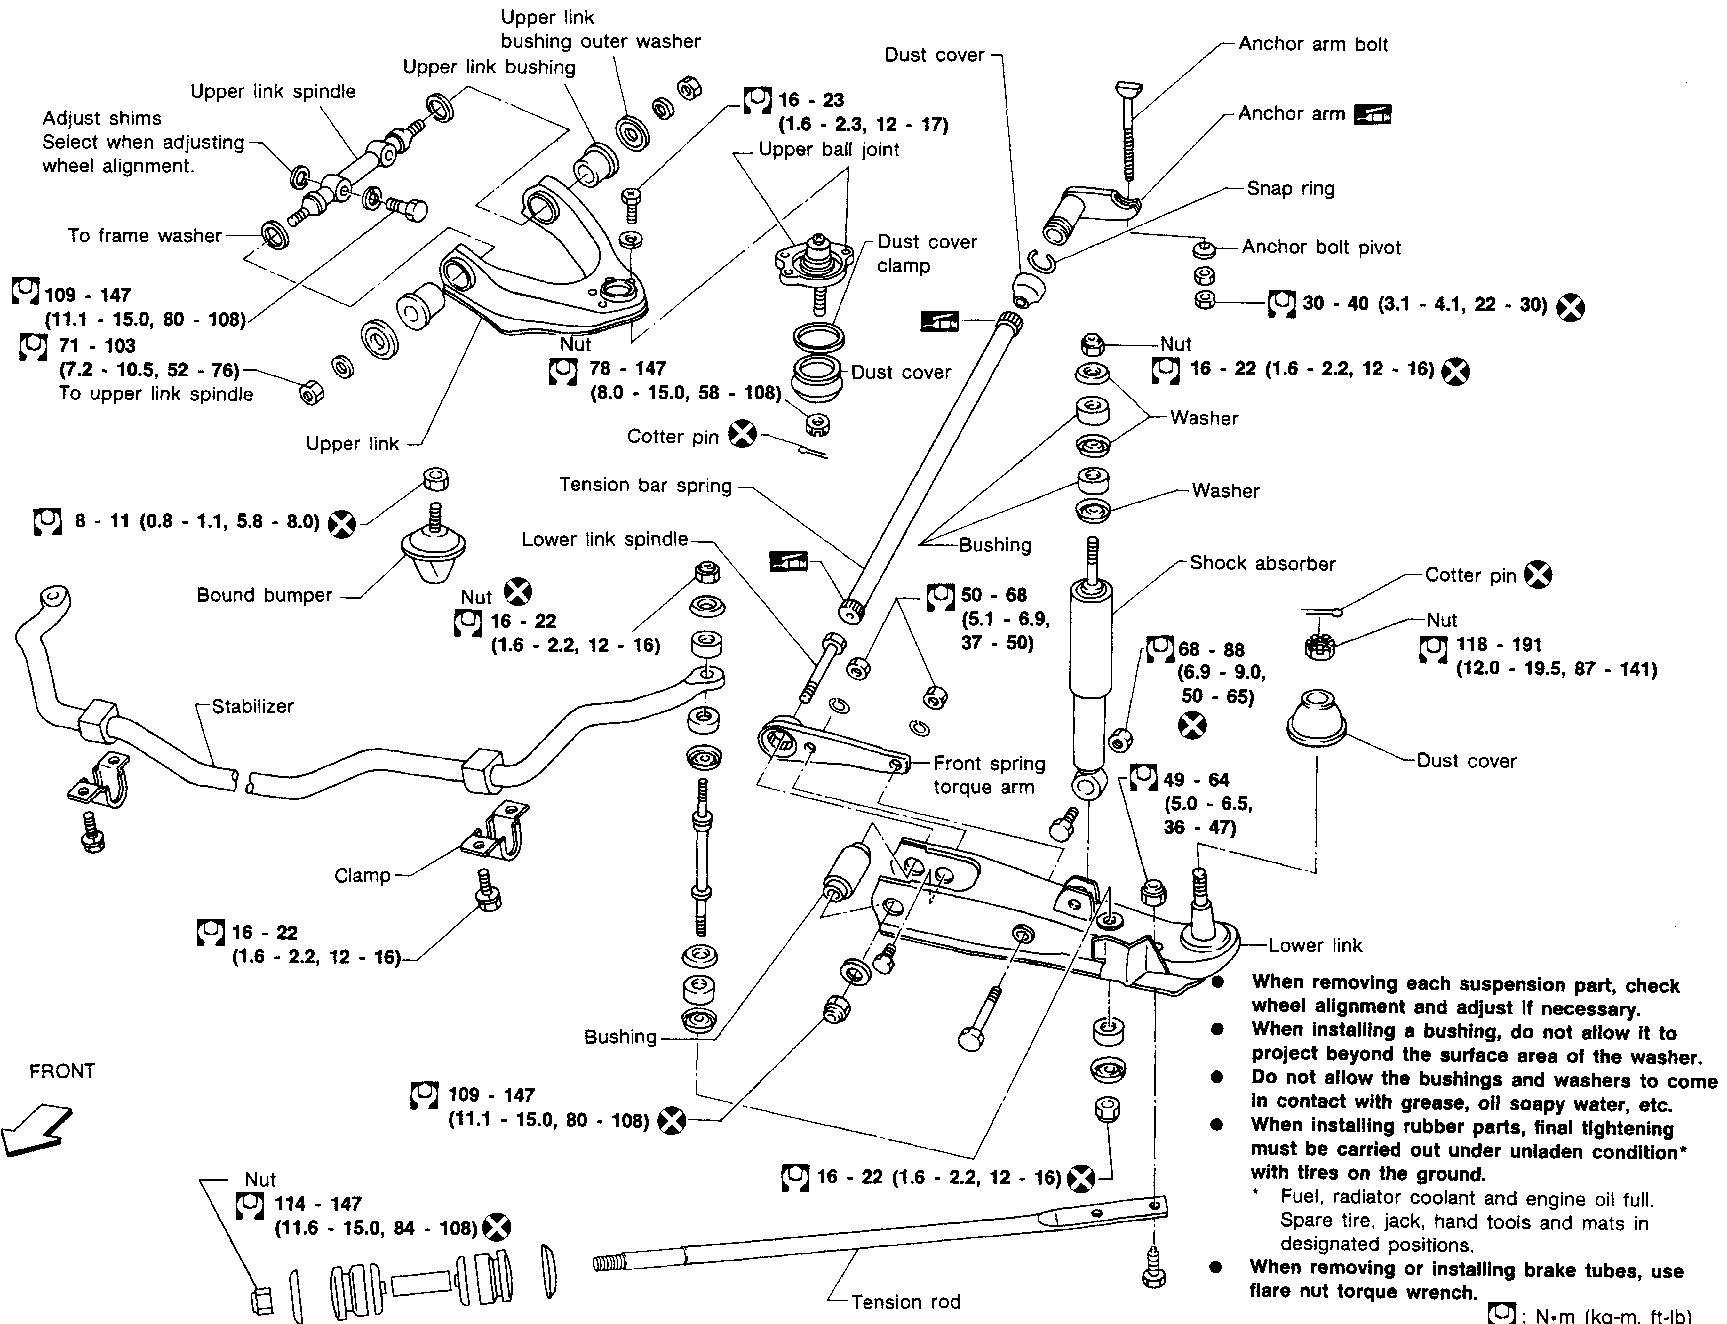 Upper link
bushing outer washer
Upper link bushing
Upper link spindle
Adjust shims
Select when adjusting
wheel alignment.
To frame washer
109 - 147
(11.1 - 15.0, 80 - 108)
71 - 103
(7.2 - 10.5, 52 - 76)
To upper link spindle
Upper link
16 - 23
(1.6 - 2.3, 12 - 17)
Upper ball joint
Dust cover
clamp
Nut
78 - 147
(8.0 - 15.0, 58 - 108)
Dust cover
Cotter pin
Dust cover
Anchor arm bolt
Anchor arm
Snap ring
Anchor bolt pivot
30 - 40 (3.1 - 4.1, 22 - 30)
Nut
16 - 22 (1.6 - 2.2, 12 - 16)
Washer
Washer
Bushing
Tension bar spring
8 - 11 (0.8 - 1.1, 5.8 - 8.0)
Bound bumper
Lower link spindle
Nut
16 - 22
(1.6 - 2.2, 12 - 16)
50 - 68
(5.1 - 6.9,
37 - 50)
Shock absorber
Cotter pin
Nut
118 - 191
(12.0 - 19.5, 87 - 141)
68 - 88
(6.9 - 9.0,
50 - 65)
Dust cover
49 - 64
(5.0 - 6.5,
36 - 47)
Stabilizer
Front spring
torque arm
Clamp
16 - 22
(1.6 - 2.2, 12 - 16)
Lower link
Bushing
FRONT
109 - 147
(11.1 - 15.0, 80 - 108)
16 - 22 (1.6 - 2.2, 12 - 16)
Nut
114 - 147
(11.6 - 15.0, 84 - 108)
Tension rod
● When removing each suspension part, check
wheel alignment and adjust if necessary.
● When installing a bushing, do not allow it to
project beyond the surface area of the washer.
● Do not allow the bushings and washers to come
in contact with grease, oil soapy water, etc.
● When installing rubber parts, final tightening
must be carried out under unladen condition*
with tires on the ground.
* Fuel, radiator coolant and engine oil full.
Spare tire, jack, hand tools and mats in
designated positions.
● When removing or installing brake tubes, use
flare nut torque wrench.
: N•m (kg-m, ft-lb)